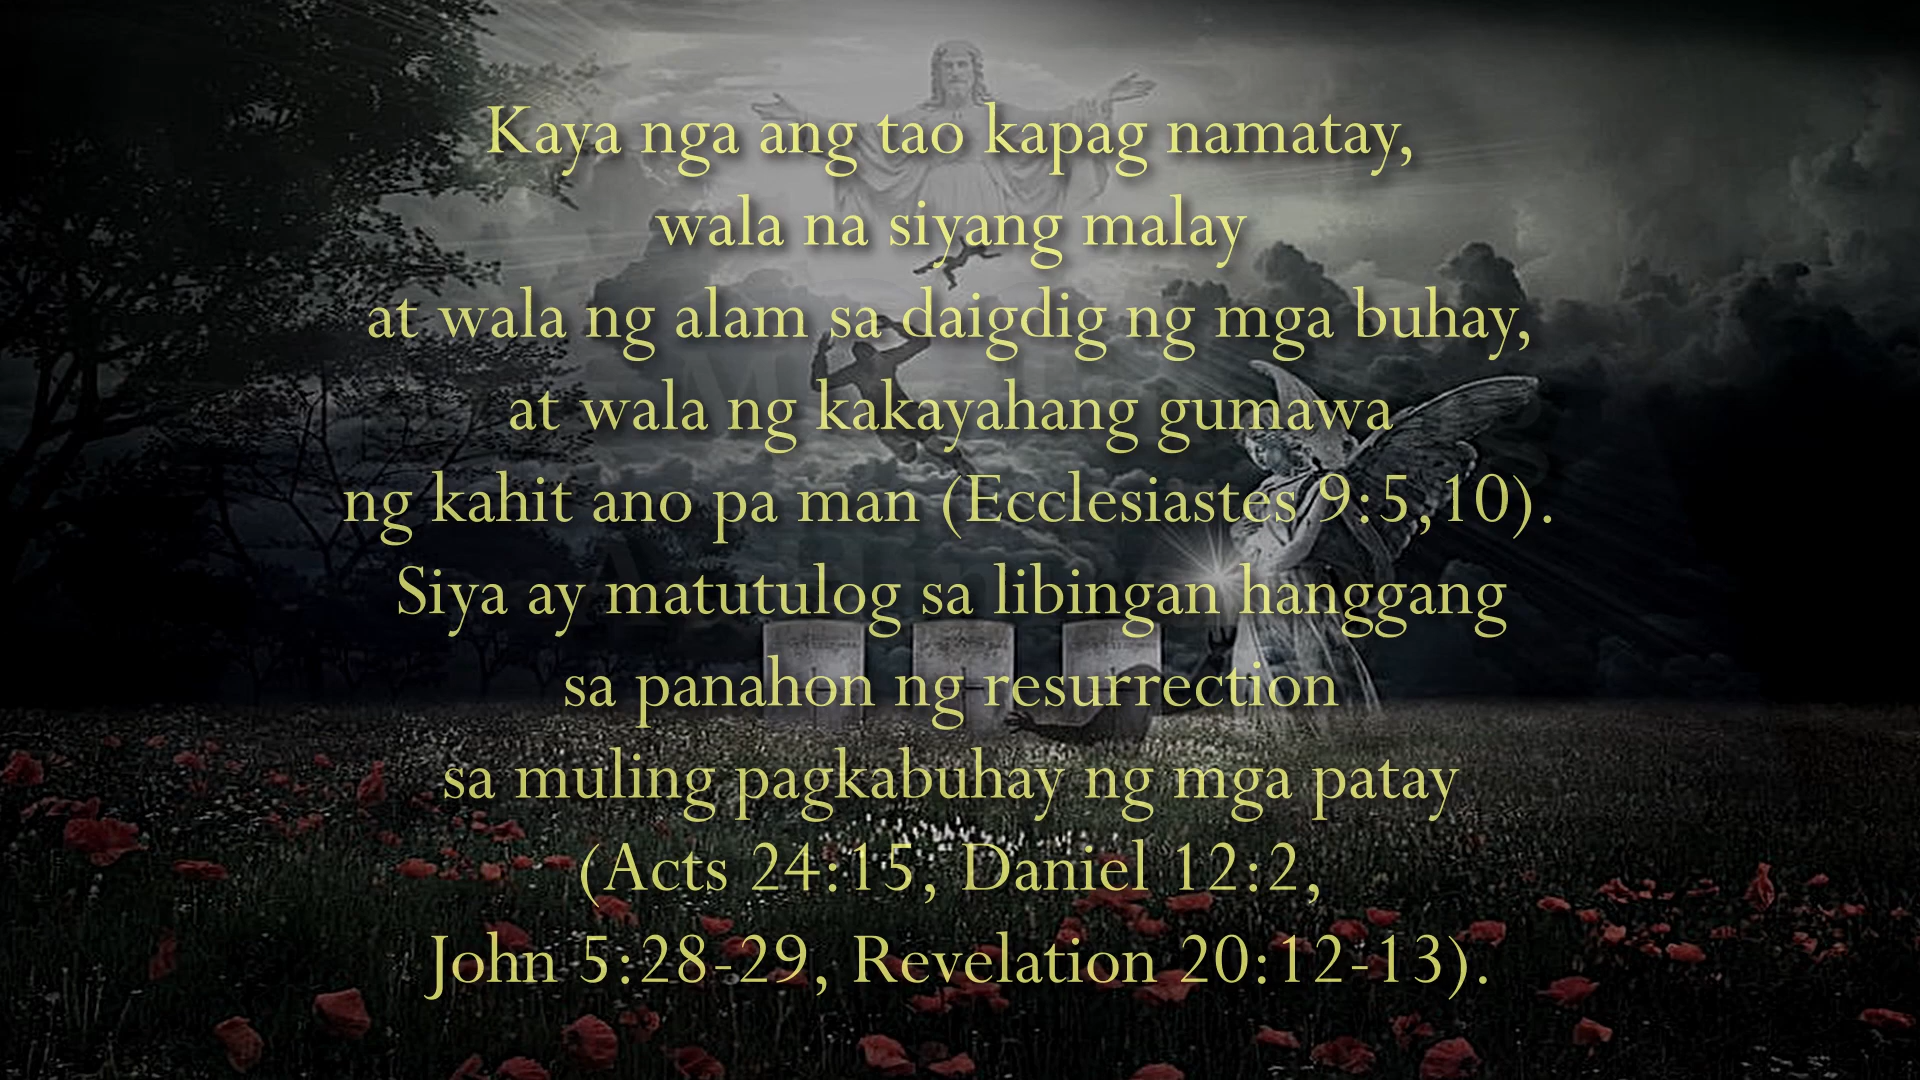 Kaya nga ang tao kapag namatay,
wala na siyang malay
at wala ng alam sa daigdig ng mga buhay,
at wala ng kakayahang gumawa
ng kahit ano pa man (Ecclesiastes 9:5,10).
Siya ay matutulog sa libingan hanggang
sa panahon ng resurrection
sa muling pagkabuhay ng mga patay
(Acts 24:15, Daniel 12:2,
John 5:28-29, Revelation 20:12-13).